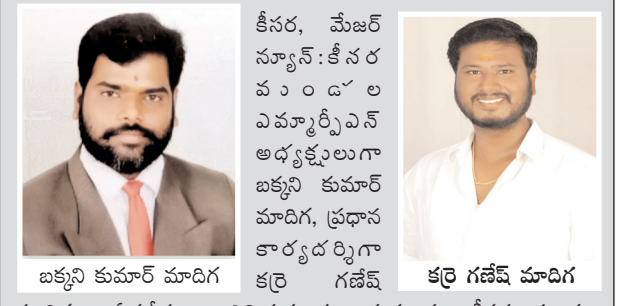 కీసర, మేజర్
న్యూస్ : కీసర
మండల
ఎమ్మార్పీఎస్
అధ్యక్షులుగా
బక్కని కుమార్
మాదిగ, ప్రధాన
కార్యదర్శిగా
కర్రె గణేష్
బక్కని కుమార్ మాదిగ
కర్రె గణేష్ మాదిగ